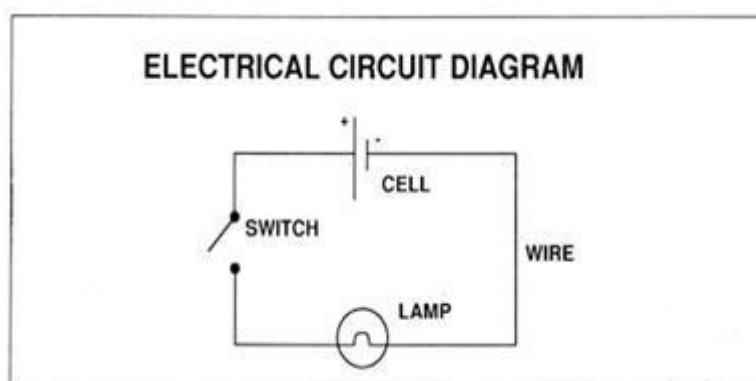 ELECTRICAL CIRCUIT DIAGRAM
+
-
CELL
SWITCH
WIRE
LAMP